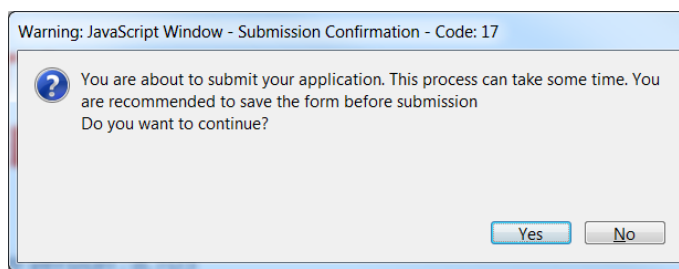 Warning: JavaScript Window - Submission Confirmation - Code: 17
You are about to submit your application. This process can take some time. You
are recommended to save the form before submission
Do you want to continue?
Yes No